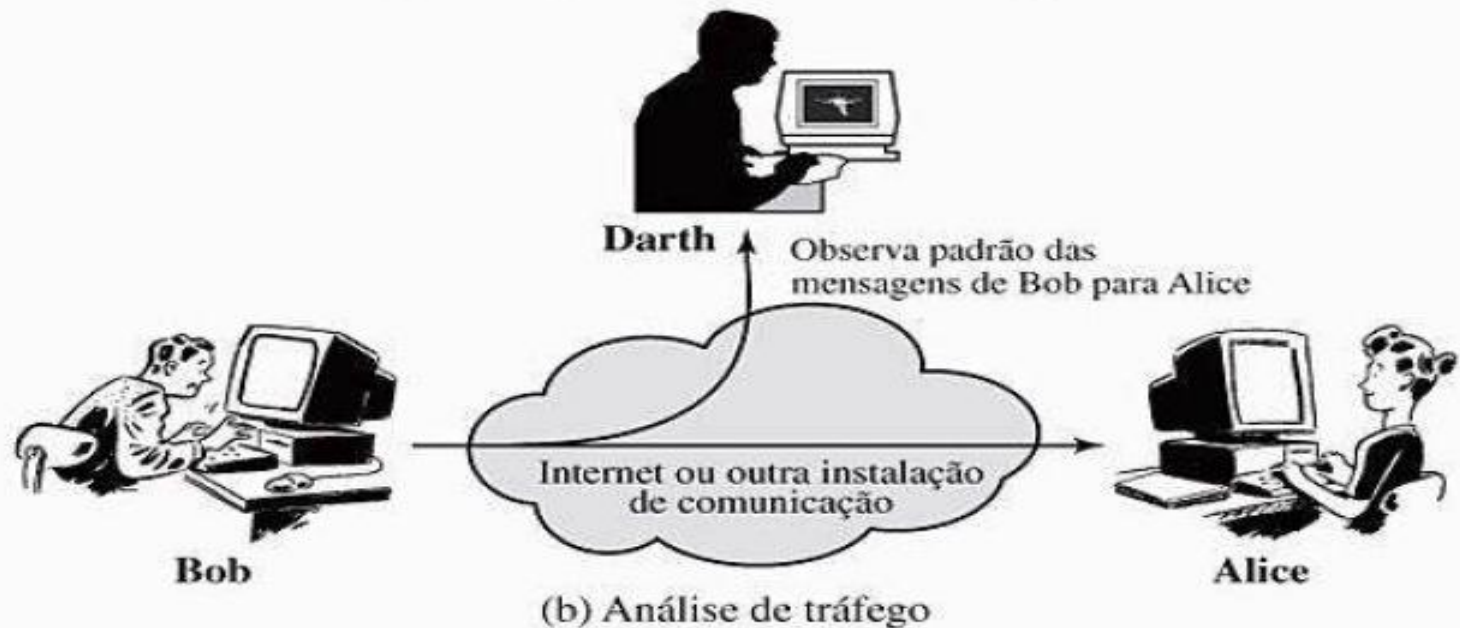 Darth
Observa padrão das
mensagens de Bob para Alice
Internet ou outra instalação
de comunicação
Bob
Alice
(b) Análise de tráfego